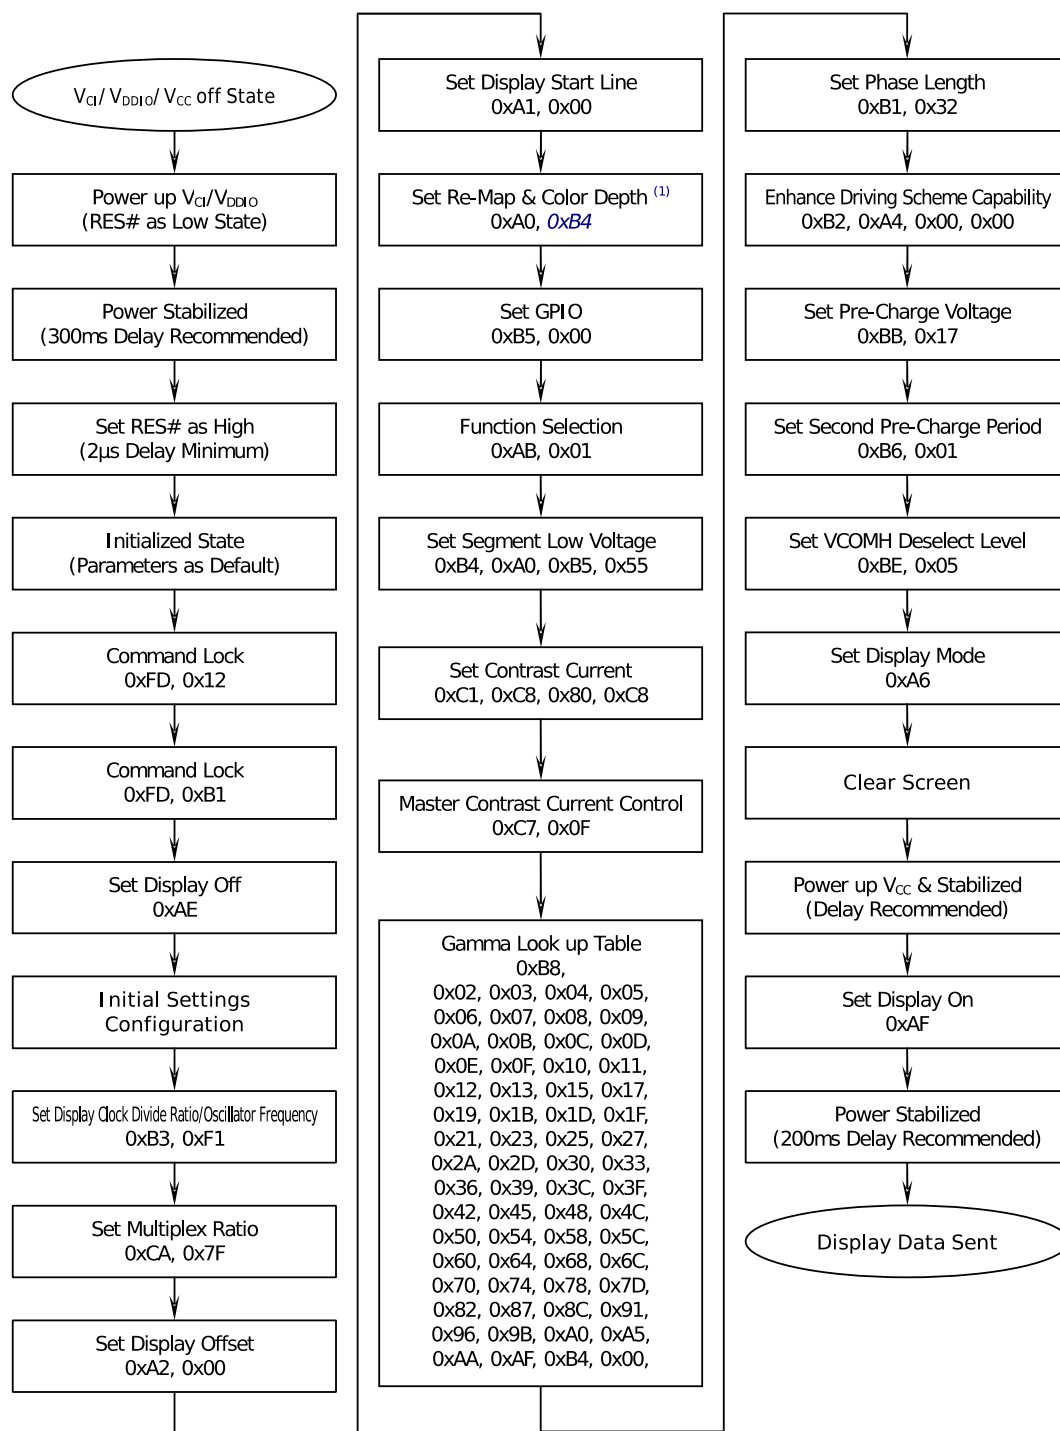 V_CI/ V_DDIO/ V_CC off State
Power up V_CI/V_DDIO
(RES# as Low State)
Power Stabilized
(300ms Delay Recommended)
Set RES# as High
(2μs Delay Minimum)
Initialized State
(Parameters as Default)
Command Lock
0xFD, 0x12
Command Lock
0xFD, 0xB1
Set Display Off
0xAE
Initial Settings
Configuration
Set Display Clock Divide Ratio/Oscillator Frequency
0xB3, 0xF1
Set Multiplex Ratio
0xCA, 0x7F
Set Display Offset
0xA2, 0x00
Set Display Start Line
0xA1, 0x00
Set Re-Map & Color Depth (1)
0xA0, 0xB4
Set GPIO
0xB5, 0x00
Function Selection
0xAB, 0x01
Set Segment Low Voltage
0xB4, 0xA0, 0xB5, 0x55
Set Contrast Current
0xC1, 0xC8, 0x80, 0xC8
Master Contrast Current Control
0xC7, 0x0F
Gamma Look up Table
0xB8,
0x02, 0x03, 0x04, 0x05,
0x06, 0x07, 0x08, 0x09,
0x0A, 0x0B, 0x0C, 0x0D,
0x0E, 0x0F, 0x10, 0x11,
0x12, 0x13, 0x15, 0x17,
0x19, 0x1B, 0x1D, 0x1F,
0x21, 0x23, 0x25, 0x27,
0x2A, 0x2D, 0x30, 0x33,
0x36, 0x39, 0x3C, 0x3F,
0x42, 0x45, 0x48, 0x4C,
0x50, 0x54, 0x58, 0x5C,
0x60, 0x64, 0x68, 0x6C,
0x70, 0x74, 0x78, 0x7D,
0x82, 0x87, 0x8C, 0x91,
0x96, 0x9B, 0xA0, 0xA5,
0xAA, 0xAF, 0xB4, 0x00,
Set Phase Length
0xB1, 0x32
Enhance Driving Scheme Capability
0xB2, 0xA4, 0x00, 0x00
Set Pre-Charge Voltage
0xBB, 0x17
Set Second Pre-Charge Period
0xB6, 0x01
Set VCOMH Deselect Level
0xBE, 0x05
Set Display Mode
0xA6
Clear Screen
Power up V_CC & Stabilized
(Delay Recommended)
Set Display On
0xAF
Power Stabilized
(200ms Delay Recommended)
Display Data Sent